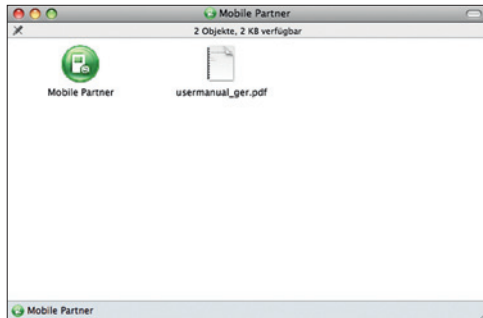 Mobile Partner
2 Objekte, 2 KB verfügbar
Mobile Partner
usermanual_ger.pdf
Mobile Partner